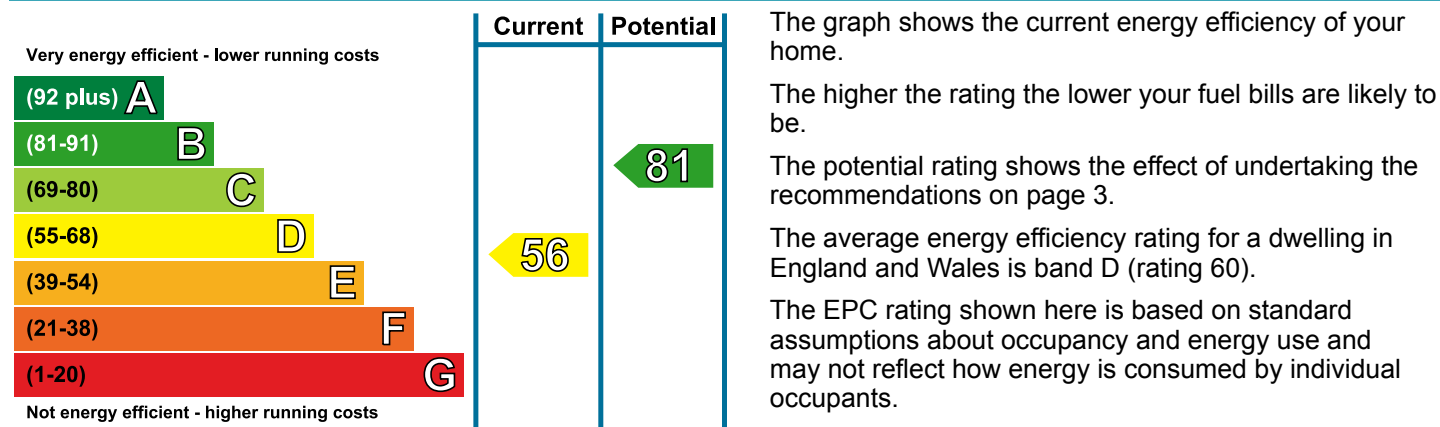 Current Potential
Very energy efficient - lower running costs
(92 plus) A
(81-91) B
(69-80) C
(55-68) D
(39-54) E
(21-38) F
(1-20) G
Not energy efficient - higher running costs
56
81
The graph shows the current energy efficiency of your
home.
The higher the rating the lower your fuel bills are likely to
be.
The potential rating shows the effect of undertaking the
recommendations on page 3.
The average energy efficiency rating for a dwelling in
England and Wales is band D (rating 60).
The EPC rating shown here is based on standard
assumptions about occupancy and energy use and
may not reflect how energy is consumed by individual
occupants.